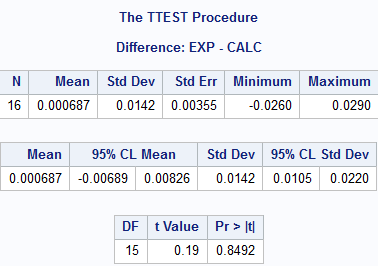 The TTEST Procedure
Difference: EXP - CALC
N Mean Std Dev Std Err Minimum Maximum
16 0.000687 0.0142 0.00355 -0.0260 0.0290
Mean 95% CL Mean Std Dev 95% CL Std Dev
0.000687 -0.00689 0.00826 0.0142 0.0105 0.0220
DF t Value Pr > |t|
15 0.19 0.8492